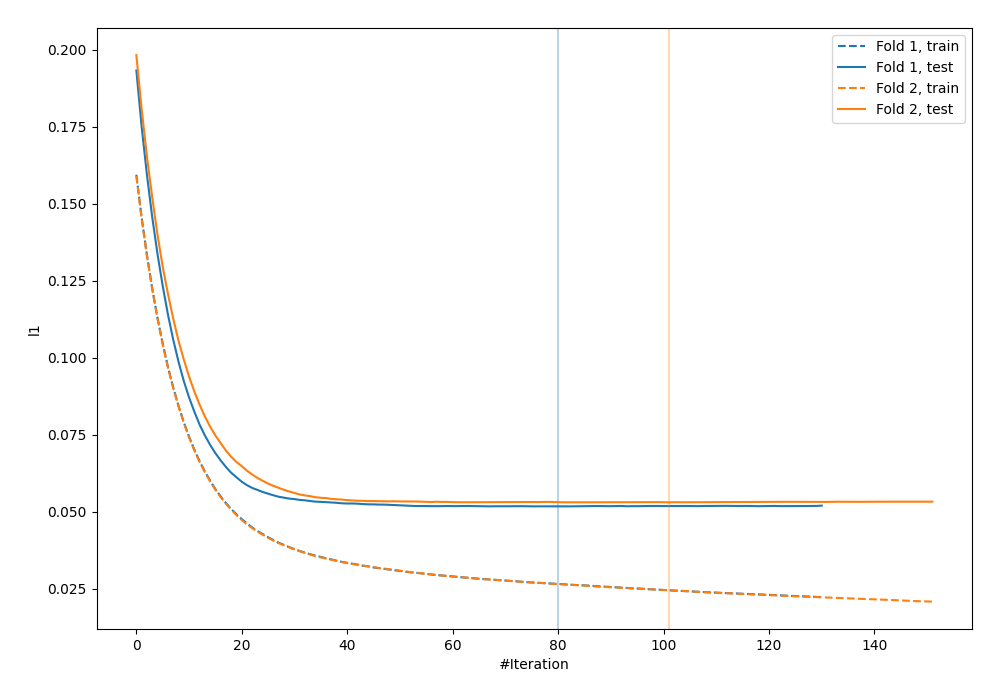 0.200
0.175
0.150
0.125
0.100
0.075
0.050
0.025
l1
0 20 40 60 80 100 120 140
#Iteration
Fold 1, train
Fold 1, test
Fold 2, train
Fold 2, test